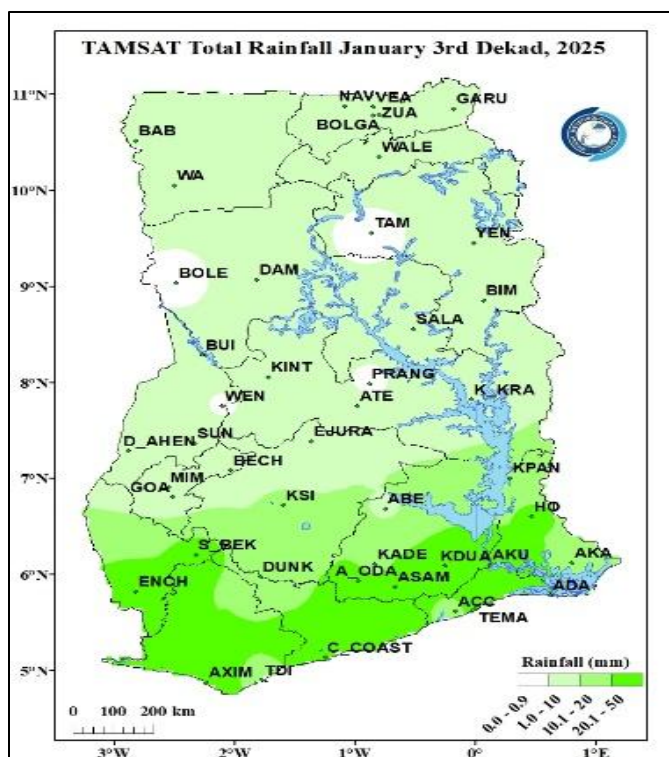 TAMSAT Total Rainfall January 3rd Dekad, 2025
11°N
NAV VEA
GARU
ZUA
BAB
BOLGA
WALE
WA
10°N
TAM
YEN
BOLE
DAM
9°N
BIM
SALA
BUI
KINT
PRANG
8°N
WEN
ATE
K_KRA
SUN
EJURA
D_AHEN
BECH
7°N
MIM
KPAN
GOA
KSI
ABE
HO
S_BEK
KADE
KDUA
AKU
AKA
DUNK
A_ODA
6°N
ENCH
ASAM
ADA
ACC
TEMA
C_COAST
Rainfall (mm)
AXIM
TDI
5°N
0.0 - 0.9
1.0 - 10
10.1 - 20
20.1 - 50
0 100 200 km
3°W
2°W
1°W
0°
1°E